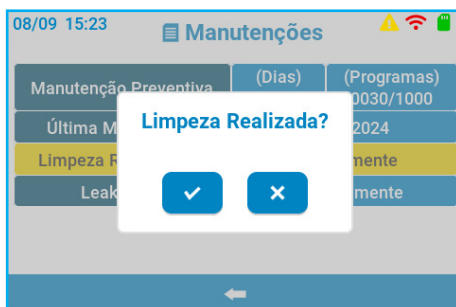 08/09 15:23
Manutenções
Manutenção Preventiva
(Dias)
(Programas)
0030/1000
Última M
2024
Limpeza R
mente
Leak
mente
Limpeza Realizada?